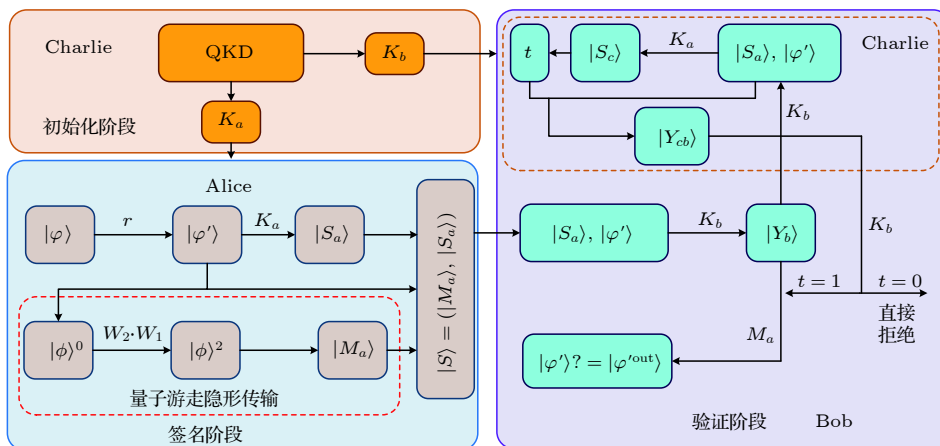 Charlie
QKD
K_b
K_a
初始化阶段
Alice
|φ⟩
r
|φ′⟩
K_a
|S_a⟩
|S⟩ = (|M_a⟩, |S_a⟩)
|ϕ⟩⁰
W₂·W₁
|ϕ⟩²
|M_a⟩
量子游走隐形传输
签名阶段
t
|S_c⟩
K_a
|S_a⟩, |φ′⟩
Charlie
|Y_cb⟩
K_b
|S_a⟩, |φ′⟩
K_b
|Y_b⟩
K_b
t = 1
t = 0
直接
拒绝
M_a
|φ′⟩? = |φ′ᵒᵘᵗ⟩
验证阶段
Bob